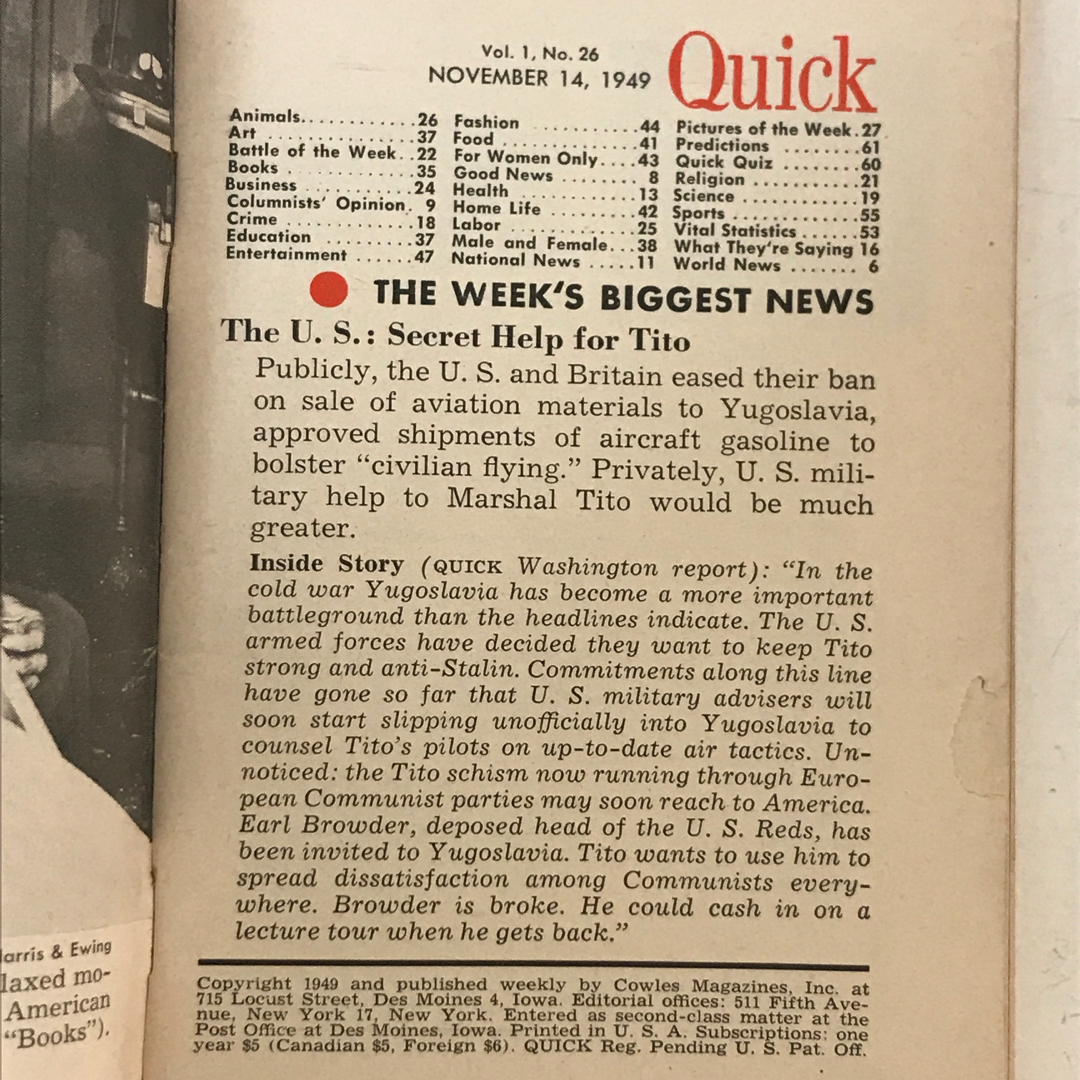 Vol. 1, No. 26
NOVEMBER 14, 1949
Quick
Animals...........26
Art ..............37
Battle of the Week..22
Books ............35
Business ..........24
Columnists' Opinion. 9
Crime ............18
Education ........37
Entertainment ......47
Fashion ..........44
Food .............41
For Women Only....43
Good News ........ 8
Health ...........13
Home Life ........42
Labor ............25
Male and Female...38
National News .....11
Pictures of the Week.27
Predictions ........61
Quick Quiz ........60
Religion ..........21
Science ...........19
Sports ............55
Vital Statistics ......53
What They're Saying 16
World News ....... 6
THE WEEK'S BIGGEST NEWS
The U. S.: Secret Help for Tito
Publicly, the U. S. and Britain eased their ban
on sale of aviation materials to Yugoslavia,
approved shipments of aircraft gasoline to
bolster “civilian flying.” Privately, U. S. mili-
tary help to Marshal Tito would be much
greater.
Inside Story (QUICK Washington report): “In the
cold war Yugoslavia has become a more important
battleground than the headlines indicate. The U. S.
armed forces have decided they want to keep Tito
strong and anti-Stalin. Commitments along this line
have gone so far that U. S. military advisers will
soon start slipping unofficially into Yugoslavia to
counsel Tito's pilots on up-to-date air tactics. Un-
noticed: the Tito schism now running through Euro-
pean Communist parties may soon reach to America.
Earl Browder, deposed head of the U. S. Reds, has
been invited to Yugoslavia. Tito wants to use him to
spread dissatisfaction among Communists every-
where. Browder is broke. He could cash in on a
lecture tour when he gets back.”
Copyright 1949 and published weekly by Cowles Magazines, Inc. at
715 Locust Street, Des Moines 4, Iowa. Editorial offices: 511 Fifth Ave-
nue, New York 17, New York. Entered as second-class matter at the
Post Office at Des Moines, Iowa. Printed in U. S. A. Subscriptions: one
year $5 (Canadian $5, Foreign $6). QUICK Reg. Pending U. S. Pat. Off.
arris & Ewing
laxed mo-
American
“Books”).